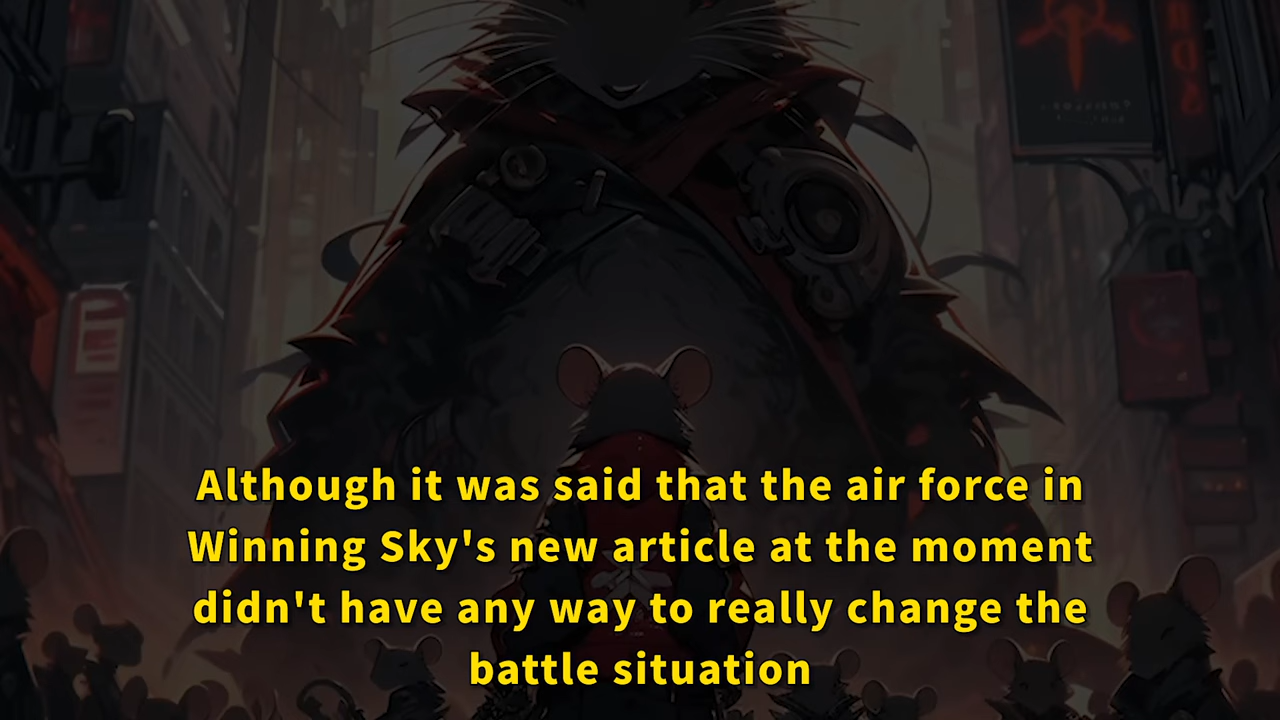 Although it was said that the air force in
Winning Sky's new article at the moment
didn't have any way to really change the
battle situation